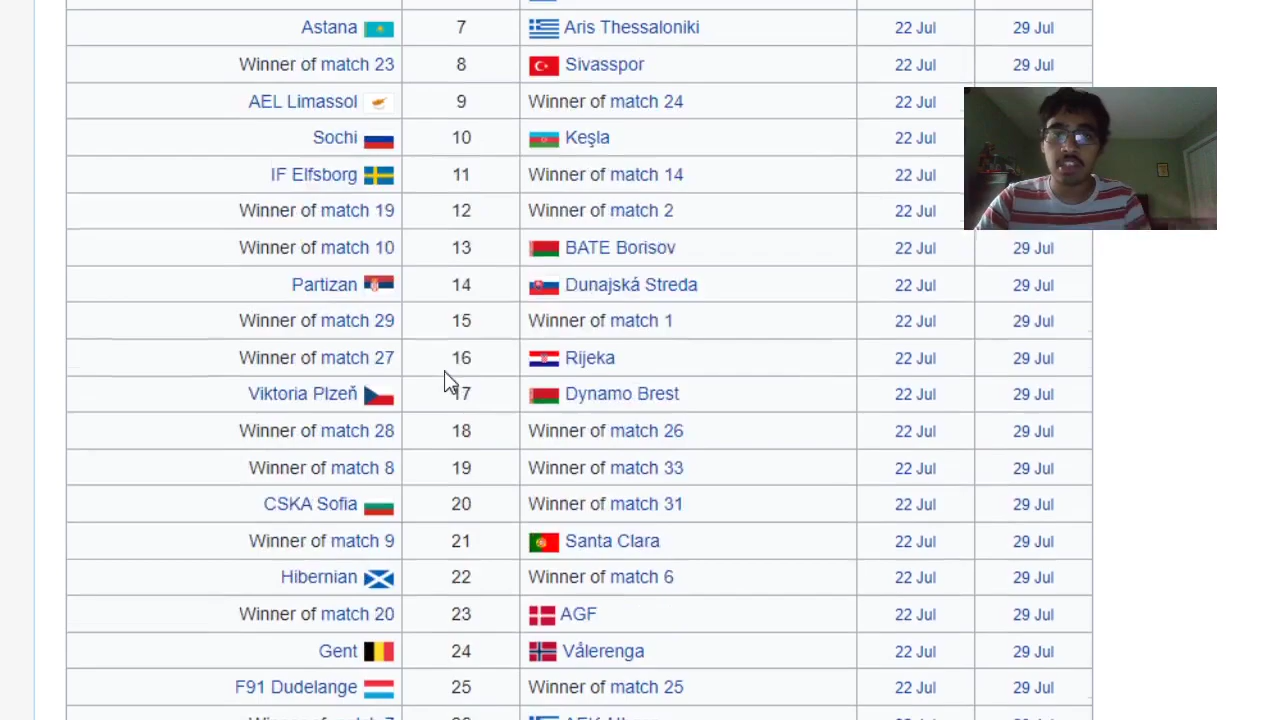 Astana 7 Aris Thessaloniki 22 Jul 29 Jul
Winner of match 23 8 Sivasspor 22 Jul 29 Jul
AEL Limassol 9 Winner of match 24 22 Jul
Sochi 10 Keşla 22 Jul
IF Elfsborg 11 Winner of match 14 22 Jul
Winner of match 19 12 Winner of match 2 22 Jul
Winner of match 10 13 BATE Borisov 22 Jul 29 Jul
Partizan 14 Dunajská Streda 22 Jul 29 Jul
Winner of match 29 15 Winner of match 1 22 Jul 29 Jul
Winner of match 27 16 Rijeka 22 Jul 29 Jul
Viktoria Plzeň 17 Dynamo Brest 22 Jul 29 Jul
Winner of match 28 18 Winner of match 26 22 Jul 29 Jul
Winner of match 8 19 Winner of match 33 22 Jul 29 Jul
CSKA Sofia 20 Winner of match 31 22 Jul 29 Jul
Winner of match 9 21 Santa Clara 22 Jul 29 Jul
Hibernian 22 Winner of match 6 22 Jul 29 Jul
Winner of match 20 23 AGF 22 Jul 29 Jul
Gent 24 Vålerenga 22 Jul 29 Jul
F91 Dudelange 25 Winner of match 25 22 Jul 29 Jul